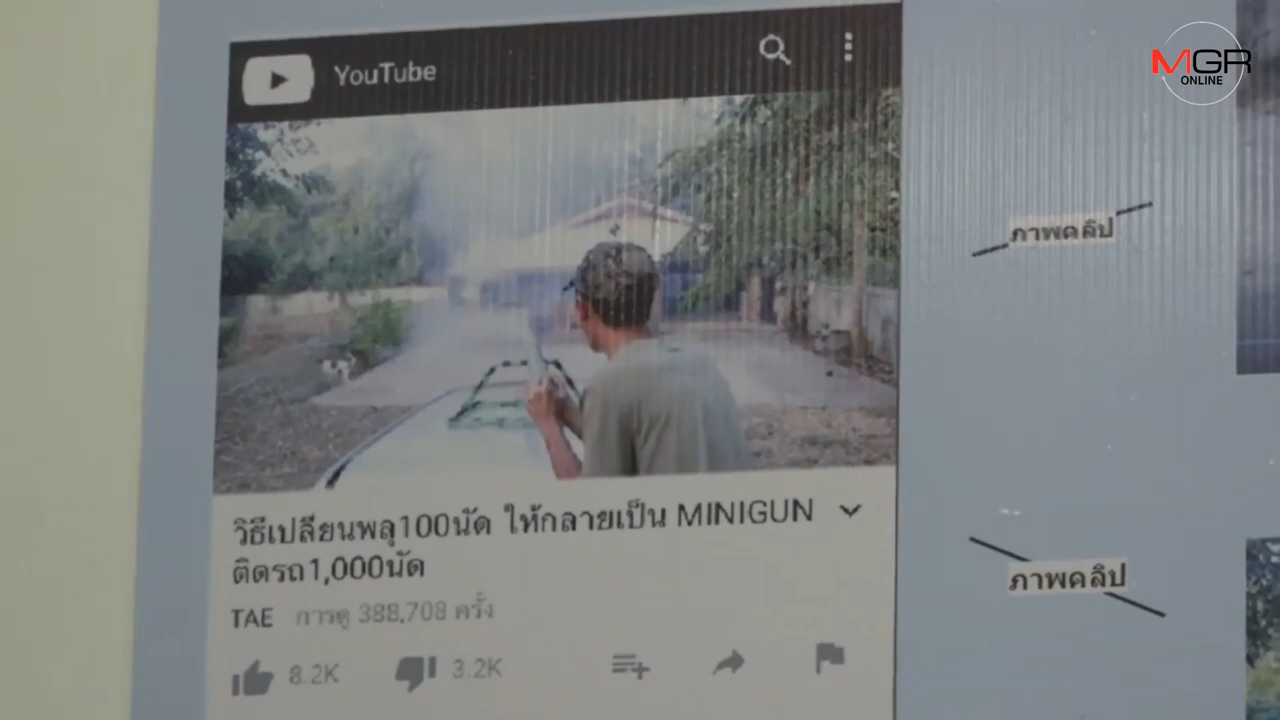 YouTube
MGR
ONLINE
ภาพคลิป
วิธีเปลี่ยนพลุ100นัด ให้กลายเป็น MINIGUN
ติดรถ1,000นัด
TAE การดู 388,708 ครั้ง
ภาพคลิป
8.2K 3.2K